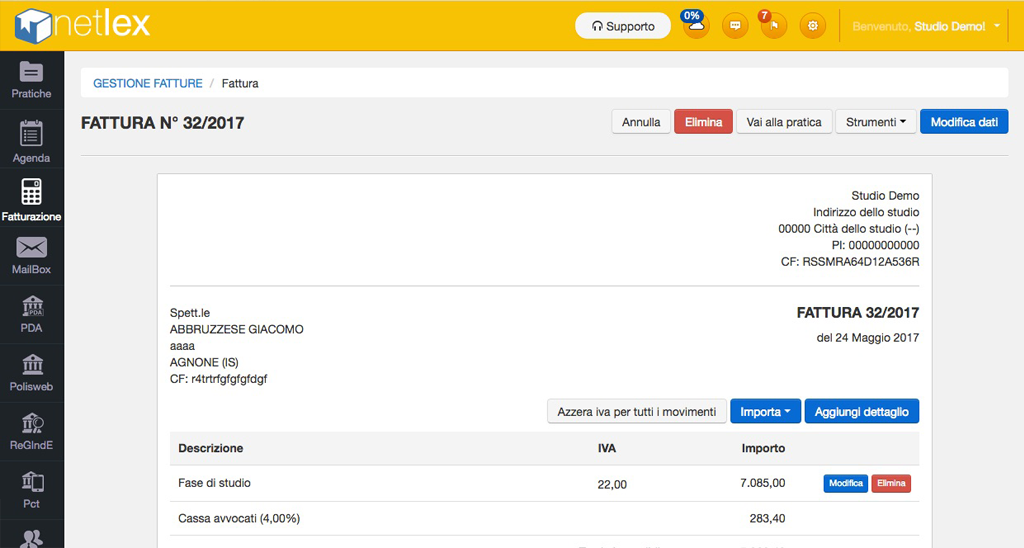 netlex
Supporto
0%
7
Benvenuto, Studio Demo!
Pratiche
Agenda
Fatturazione
MailBox
PDA
PDA
Polisweb
ReGIndE
Pct
GESTIONE FATTURE / Fattura
FATTURA N° 32/2017
Annulla
Elimina
Vai alla pratica
Strumenti
Modifica dati
Studio Demo
Indirizzo dello studio
00000 Città dello studio (--)
PI: 00000000000
CF: RSSMRA64D12A536R
Spett.le
ABBRUZZESE GIACOMO
aaaa
AGNONE (IS)
CF: r4trtrfgfgfgfdgf
FATTURA 32/2017
del 24 Maggio 2017
Azzera iva per tutti i movimenti
Importa
Aggiungi dettaglio
Descrizione IVA Importo
Fase di studio 22,00 7.085,00 Modifica Elimina
Cassa avvocati (4,00%) 283,40